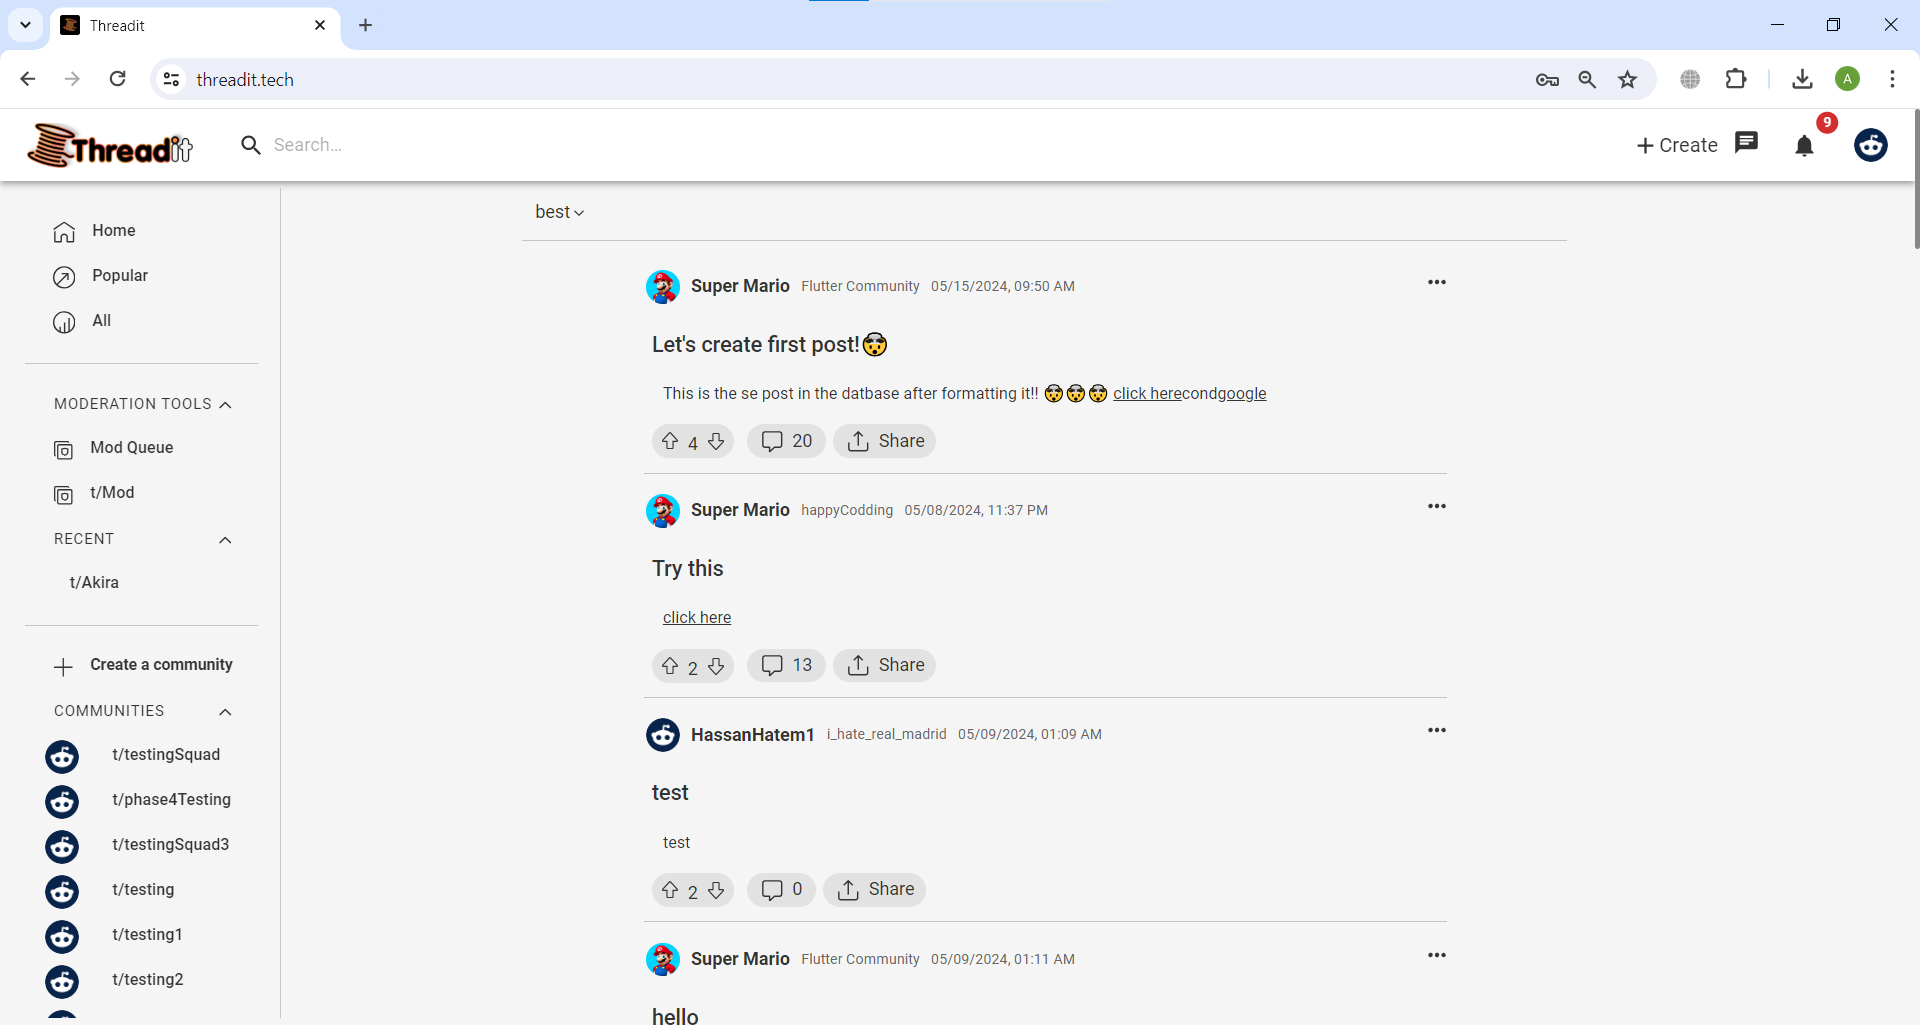 Threadit
threadit.tech
A
Threadit
Search...
Create
9
Home
Popular
All
MODERATION TOOLS
Mod Queue
t/Mod
RECENT
t/Akira
Create a community
COMMUNITIES
t/testingSquad
t/phase4Testing
t/testingSquad3
t/testing
t/testing1
t/testing2
best
Super Mario Flutter Community 05/15/2024, 09:50 AM
Let's create first post!🤯
This is the se post in the datbase after formatting it!! 🤯🤯🤯 click herecondgoogle
4 20 Share
Super Mario happyCodding 05/08/2024, 11:37 PM
Try this
click here
2 13 Share
HassanHatem1 i_hate_real_madrid 05/09/2024, 01:09 AM
test
test
2 0 Share
Super Mario Flutter Community 05/09/2024, 01:11 AM
hello